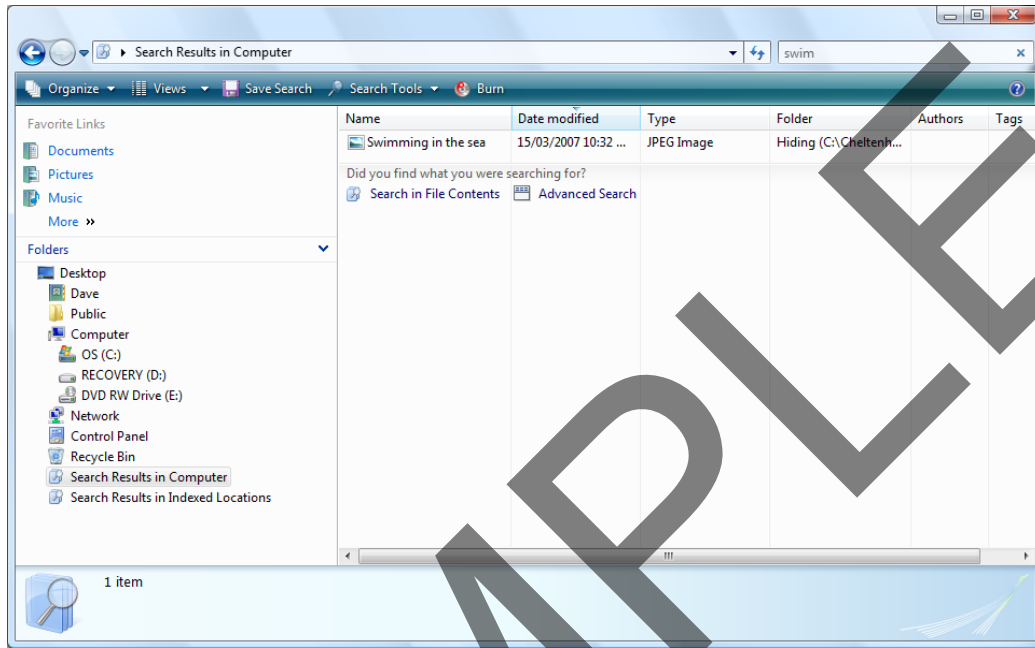 Search Results in Computer
swim
Organize Views Save Search Search Tools Burn
Favorite Links
Documents
Pictures
Music
More »
Folders
Desktop
Dave
Public
Computer
OS (C:)
RECOVERY (D:)
DVD RW Drive (E:)
Network
Control Panel
Recycle Bin
Search Results in Computer
Search Results in Indexed Locations
Name Date modified Type Folder Authors Tags
Swimming in the sea 15/03/2007 10:32 ... JPEG Image Hiding (C:\Cheltenh...
Did you find what you were searching for?
Search in File Contents Advanced Search
1 item
MPLE